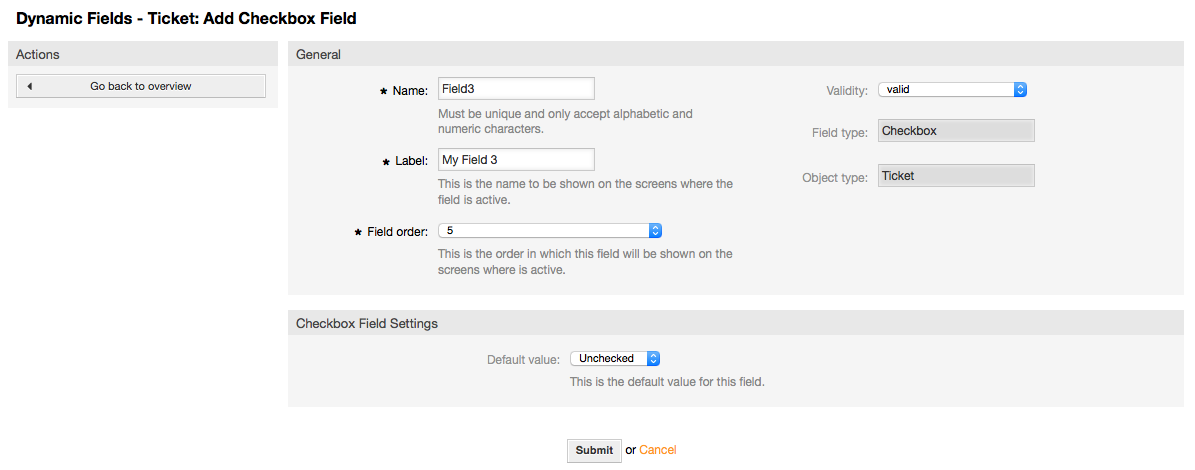 Dynamic Fields - Ticket: Add Checkbox Field
Actions
Go back to overview
General
★ Name: Field3
Must be unique and only accept alphabetic and
numeric characters.
★ Label: My Field 3
This is the name to be shown on the screens where the
field is active.
★ Field order: 5
This is the order in which this field will be shown on the
screens where is active.
Validity: valid
Field type: Checkbox
Object type: Ticket
Checkbox Field Settings
Default value: Unchecked
This is the default value for this field.
Submit or Cancel